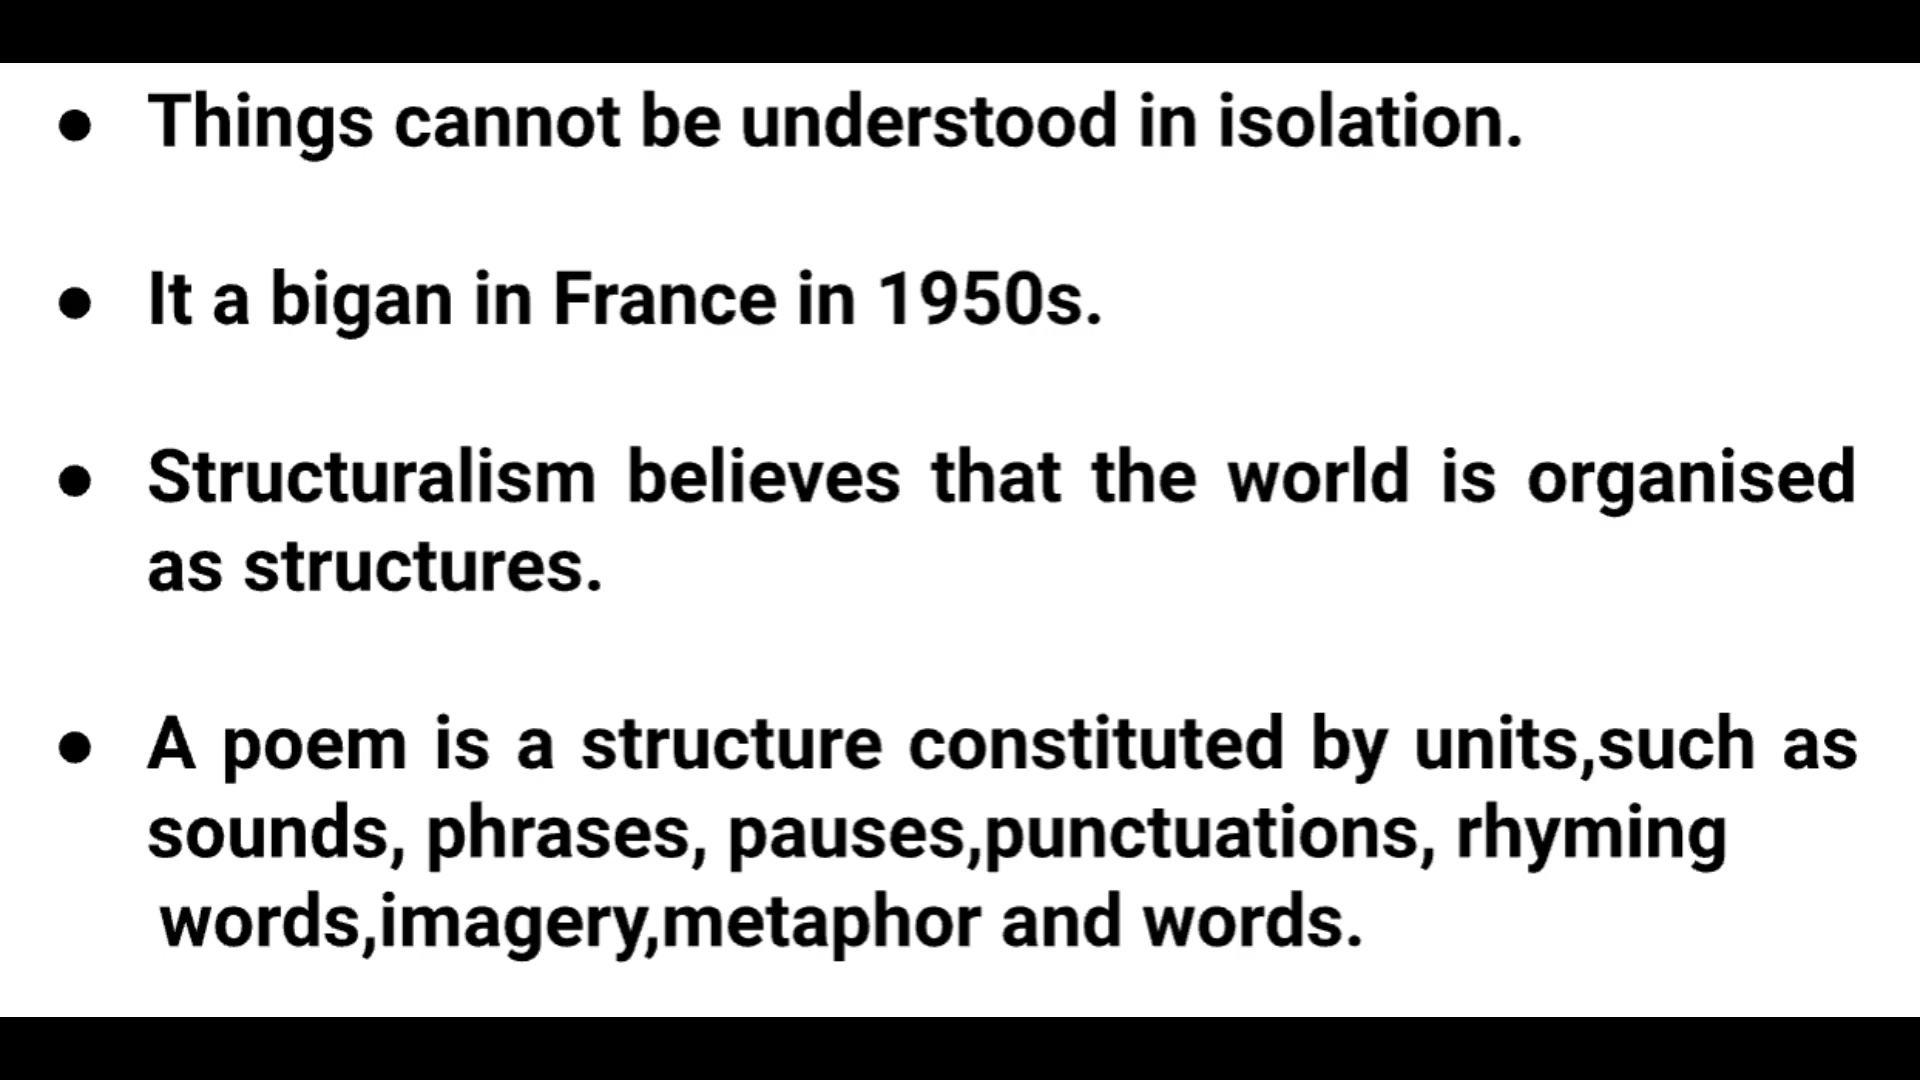 • Things cannot be understood in isolation.
• It a bigan in France in 1950s.
• Structuralism believes that the world is organised
as structures.
• A poem is a structure constituted by units,such as
sounds, phrases, pauses,punctuations, rhyming
words,imagery,metaphor and words.